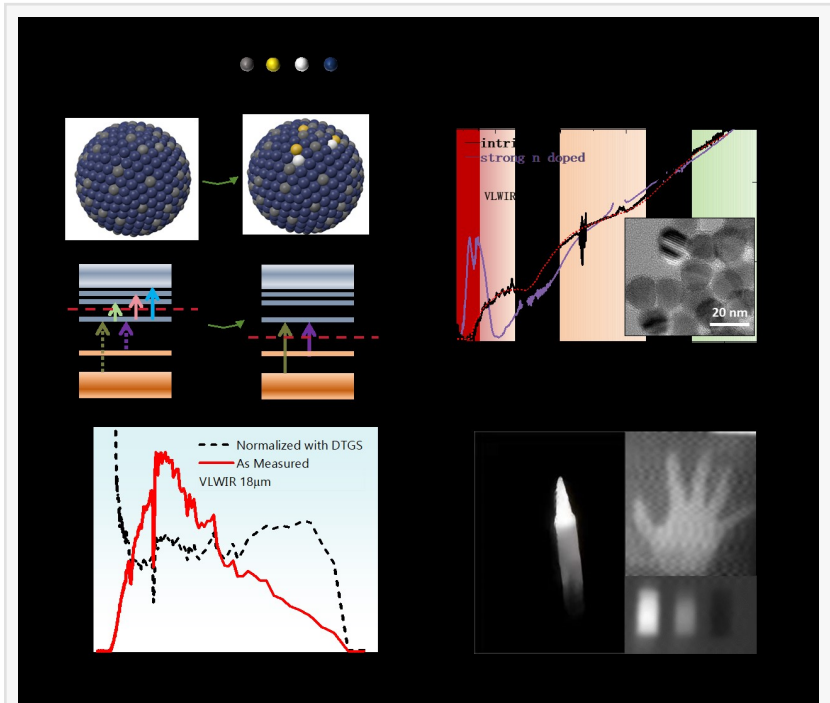 intri
strong n doped
VLWIR
20 nm
Normalized with DTGS
As Measured
VLWIR 18μm